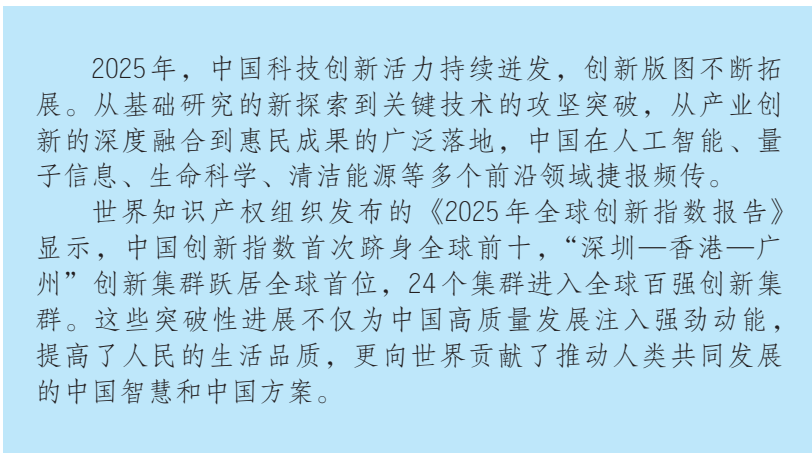 2025年，中国科技创新活力持续迸发，创新版图不断拓
展。从基础研究的新探索到关键技术的攻坚突破，从产业创
新的深度融合到惠民成果的广泛落地，中国在人工智能、量
子信息、生命科学、清洁能源等多个前沿领域捷报频传。
世界知识产权组织发布的《2025年全球创新指数报告》
显示，中国创新指数首次跻身全球前十，“深圳—香港—广
州”创新集群跃居全球首位，24个集群进入全球百强创新集
群。这些突破性进展不仅为中国高质量发展注入强劲动能，
提高了人民的生活品质，更向世界贡献了推动人类共同发展
的中国智慧和中国方案。